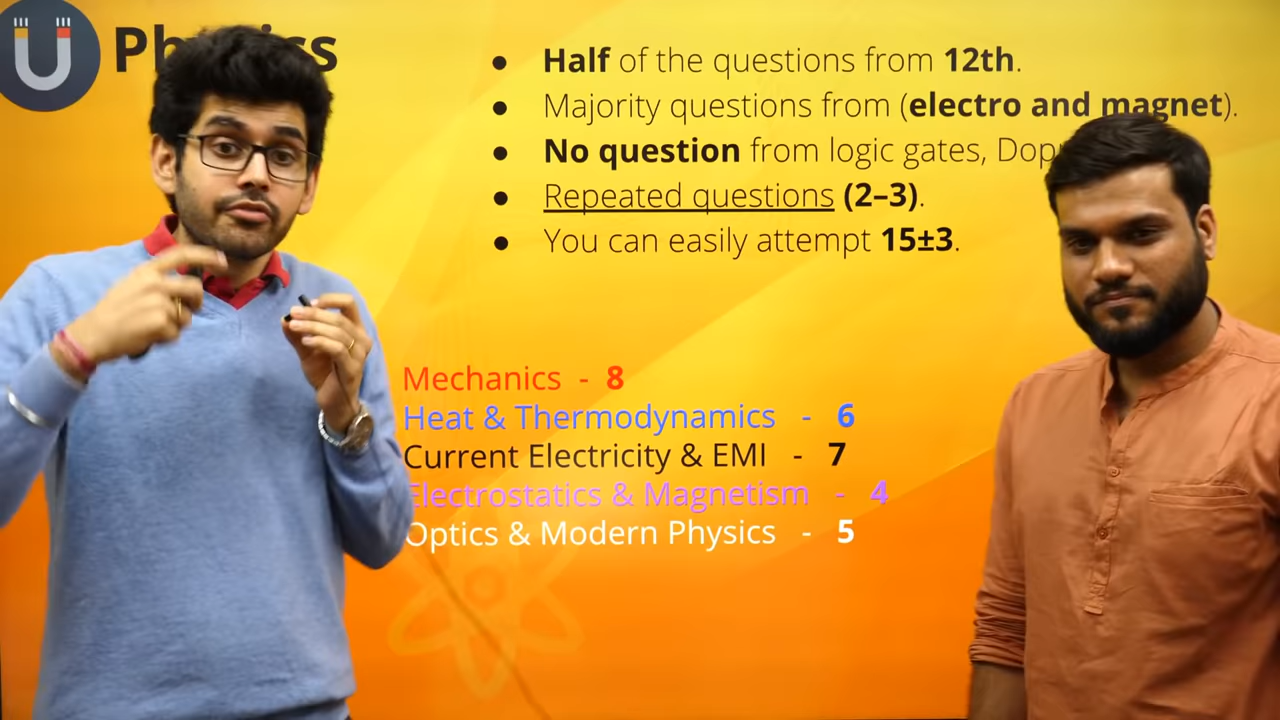 Physics
● Half of the questions from 12th.
● Majority questions from (electro and magnet).
● No question from logic gates,
● Repeated questions (2–3).
● You can easily attempt 15±3.
Mechanics - 8
Heat & Thermodynamics - 6
Current Electricity & EMI - 7
Electrostatics & Magnetism - 4
Optics & Modern Physics - 5